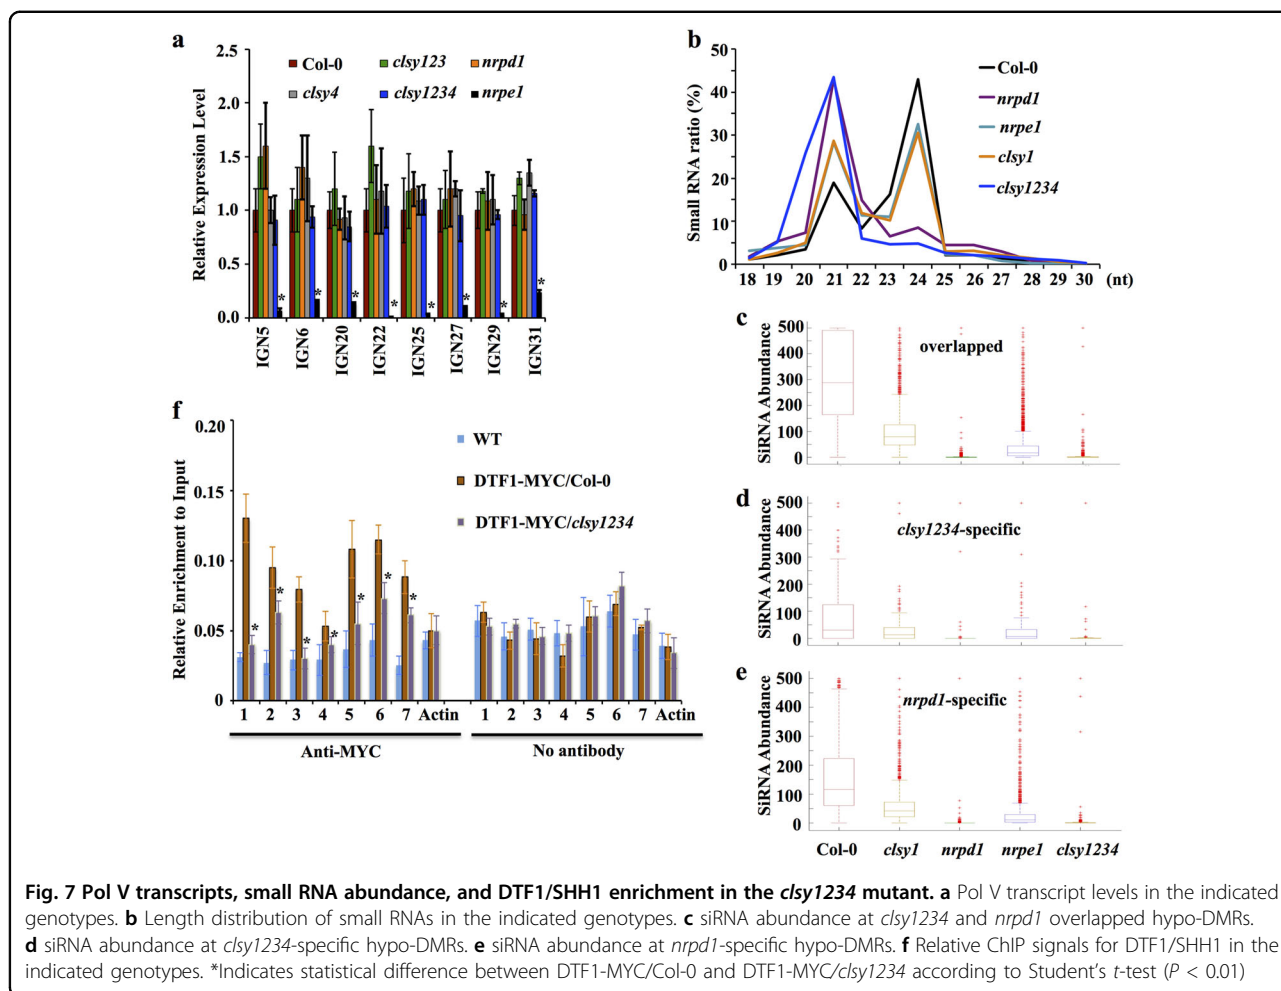 a
2.5
2.0
1.5
1.0
0.5
0.0
Relative Expression Level
Col-0
clsy123
nrpd1
clsy4
clsy1234
nrpe1
* * * * * * * *
IGN5 IGN6 IGN20 IGN22 IGN25 IGN27 IGN29 IGN31
b
50
40
30
20
10
0
Small RNA ratio (%)
Col-0
nrpd1
nrpe1
clsy1
clsy1234
18 19 20 21 22 23 24 25 26 27 28 29 30 (nt)
c
500
400
300
200
100
0
SiRNA Abundance
overlapped
d
500
400
300
200
100
0
SiRNA Abundance
clsy1234-specific
e
500
400
300
200
100
0
SiRNA Abundance
nrpd1-specific
Col-0 clsy1 nrpd1 nrpe1 clsy1234
f
0.20
0.15
0.10
0.05
0
Relative Enrichment to Input
WT
DTF1-MYC/Col-0
DTF1-MYC/clsy1234
* * * * * * *
1 2 3 4 5 6 7 Actin 1 2 3 4 5 6 7 Actin
Anti-MYC No antibody
Fig. 7 Pol V transcripts, small RNA abundance, and DTF1/SHH1 enrichment in the clsy1234 mutant. a Pol V transcript levels in the indicated
genotypes. b Length distribution of small RNAs in the indicated genotypes. c siRNA abundance at clsy1234 and nrpd1 overlapped hypo-DMRs.
d siRNA abundance at clsy1234-specific hypo-DMRs. e siRNA abundance at nrpd1-specific hypo-DMRs. f Relative ChIP signals for DTF1/SHH1 in the
indicated genotypes. *Indicates statistical difference between DTF1-MYC/Col-0 and DTF1-MYC/clsy1234 according to Student's t-test (P < 0.01)